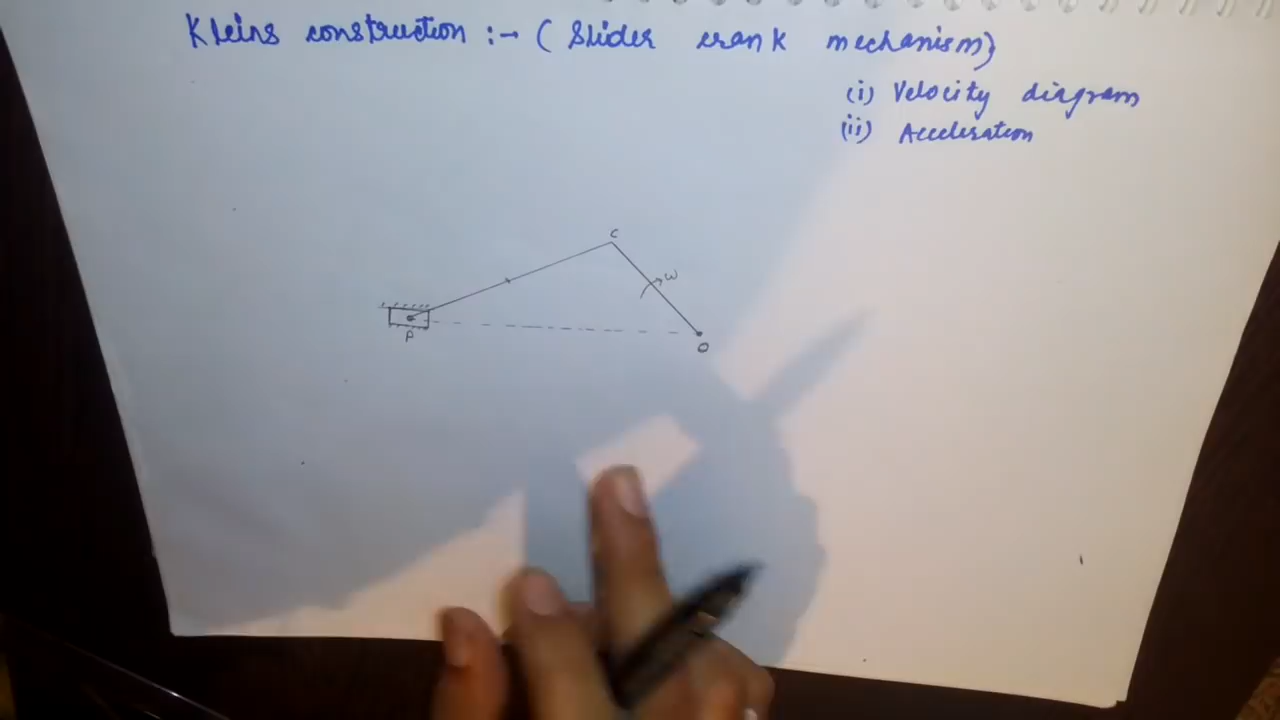 Kleins construction :→ (Slider crank mechanism)
(i) Velocity diagram
(ii) Acceleration
C
ω
P
O